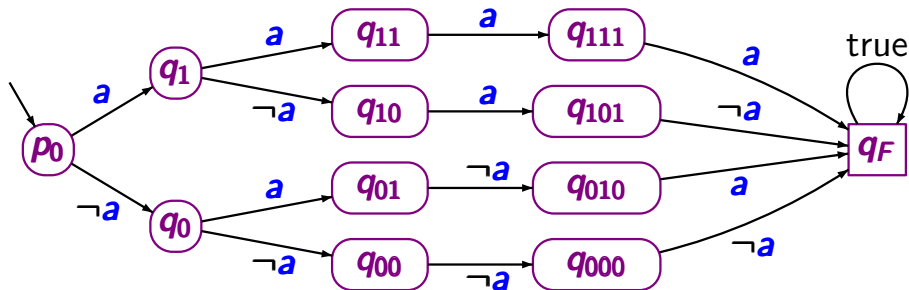 a q₁₁ a q₁₁₁ a true
q₁
a ¬a q₁₀ a q₁₀₁ ¬a
p₀ q_F
¬a a q₀₁ ¬a q₀₁₀ a
q₀
¬a q₀₀ ¬a q₀₀₀ ¬a